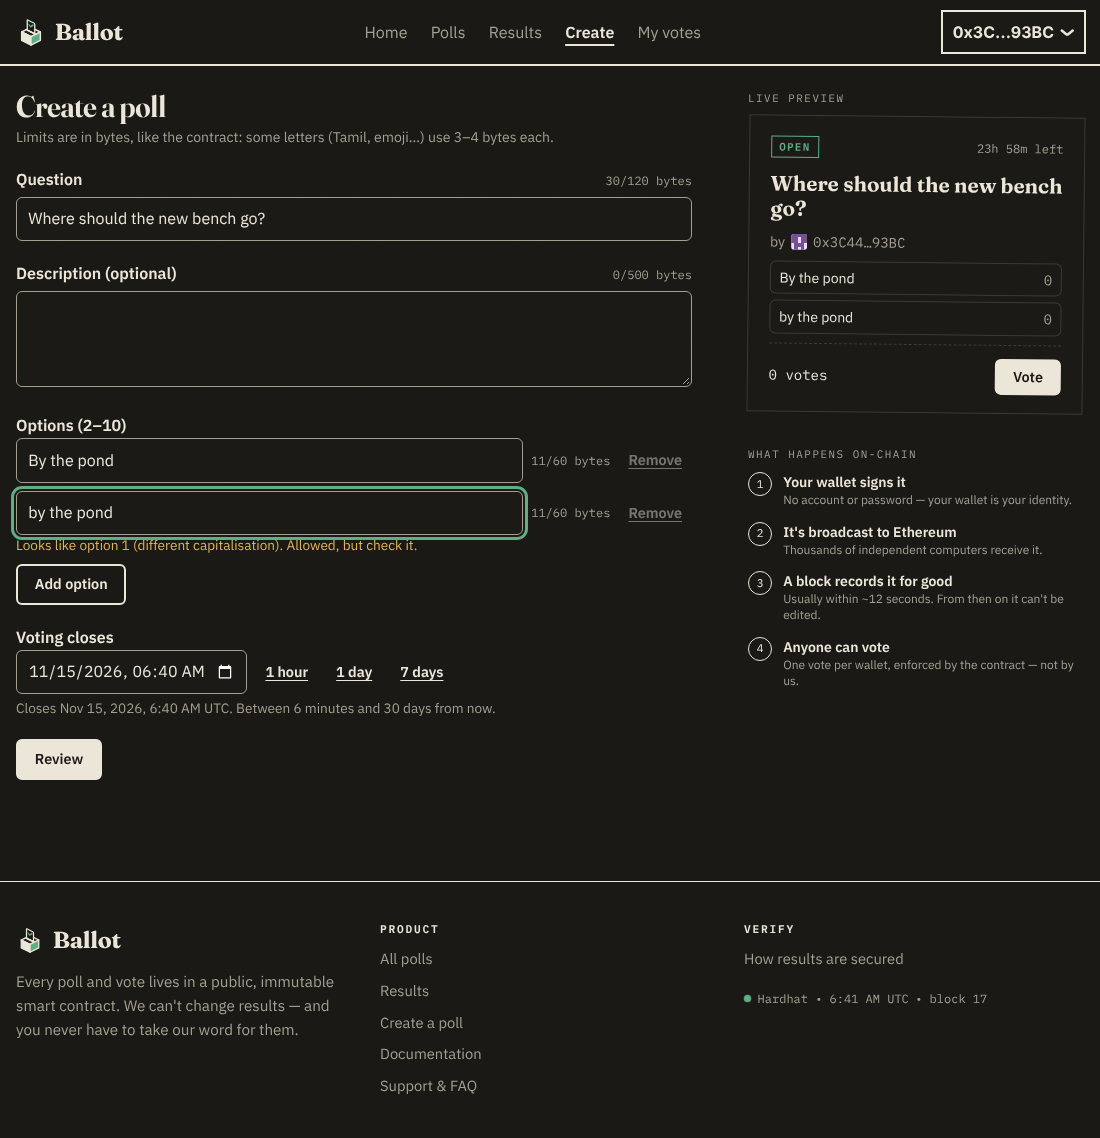 Ballot
Home Polls Results Create My votes
0x3C...93BC
Create a poll
Limits are in bytes, like the contract: some letters (Tamil, emoji…) use 3–4 bytes each.
Question 30/120 bytes
Where should the new bench go?
Description (optional) 0/500 bytes
Options (2–10)
By the pond 11/60 bytes Remove
by the pond 11/60 bytes Remove
Looks like option 1 (different capitalisation). Allowed, but check it.
Add option
Voting closes
11/15/2026, 06:40 AM 1 hour 1 day 7 days
Closes Nov 15, 2026, 6:40 AM UTC. Between 6 minutes and 30 days from now.
Review
LIVE PREVIEW
OPEN 23h 58m left
Where should the new bench
go?
by 0x3C44…93BC
By the pond 0
by the pond 0
0 votes Vote
WHAT HAPPENS ON-CHAIN
1 Your wallet signs it
No account or password — your wallet is your identity.
2 It's broadcast to Ethereum
Thousands of independent computers receive it.
3 A block records it for good
Usually within ~12 seconds. From then on it can't be
edited.
4 Anyone can vote
One vote per wallet, enforced by the contract — not by
us.
Ballot
Every poll and vote lives in a public, immutable
smart contract. We can't change results — and
you never have to take our word for them.
PRODUCT
All polls
Results
Create a poll
Documentation
Support & FAQ
VERIFY
How results are secured
Hardhat • 6:41 AM UTC • block 17